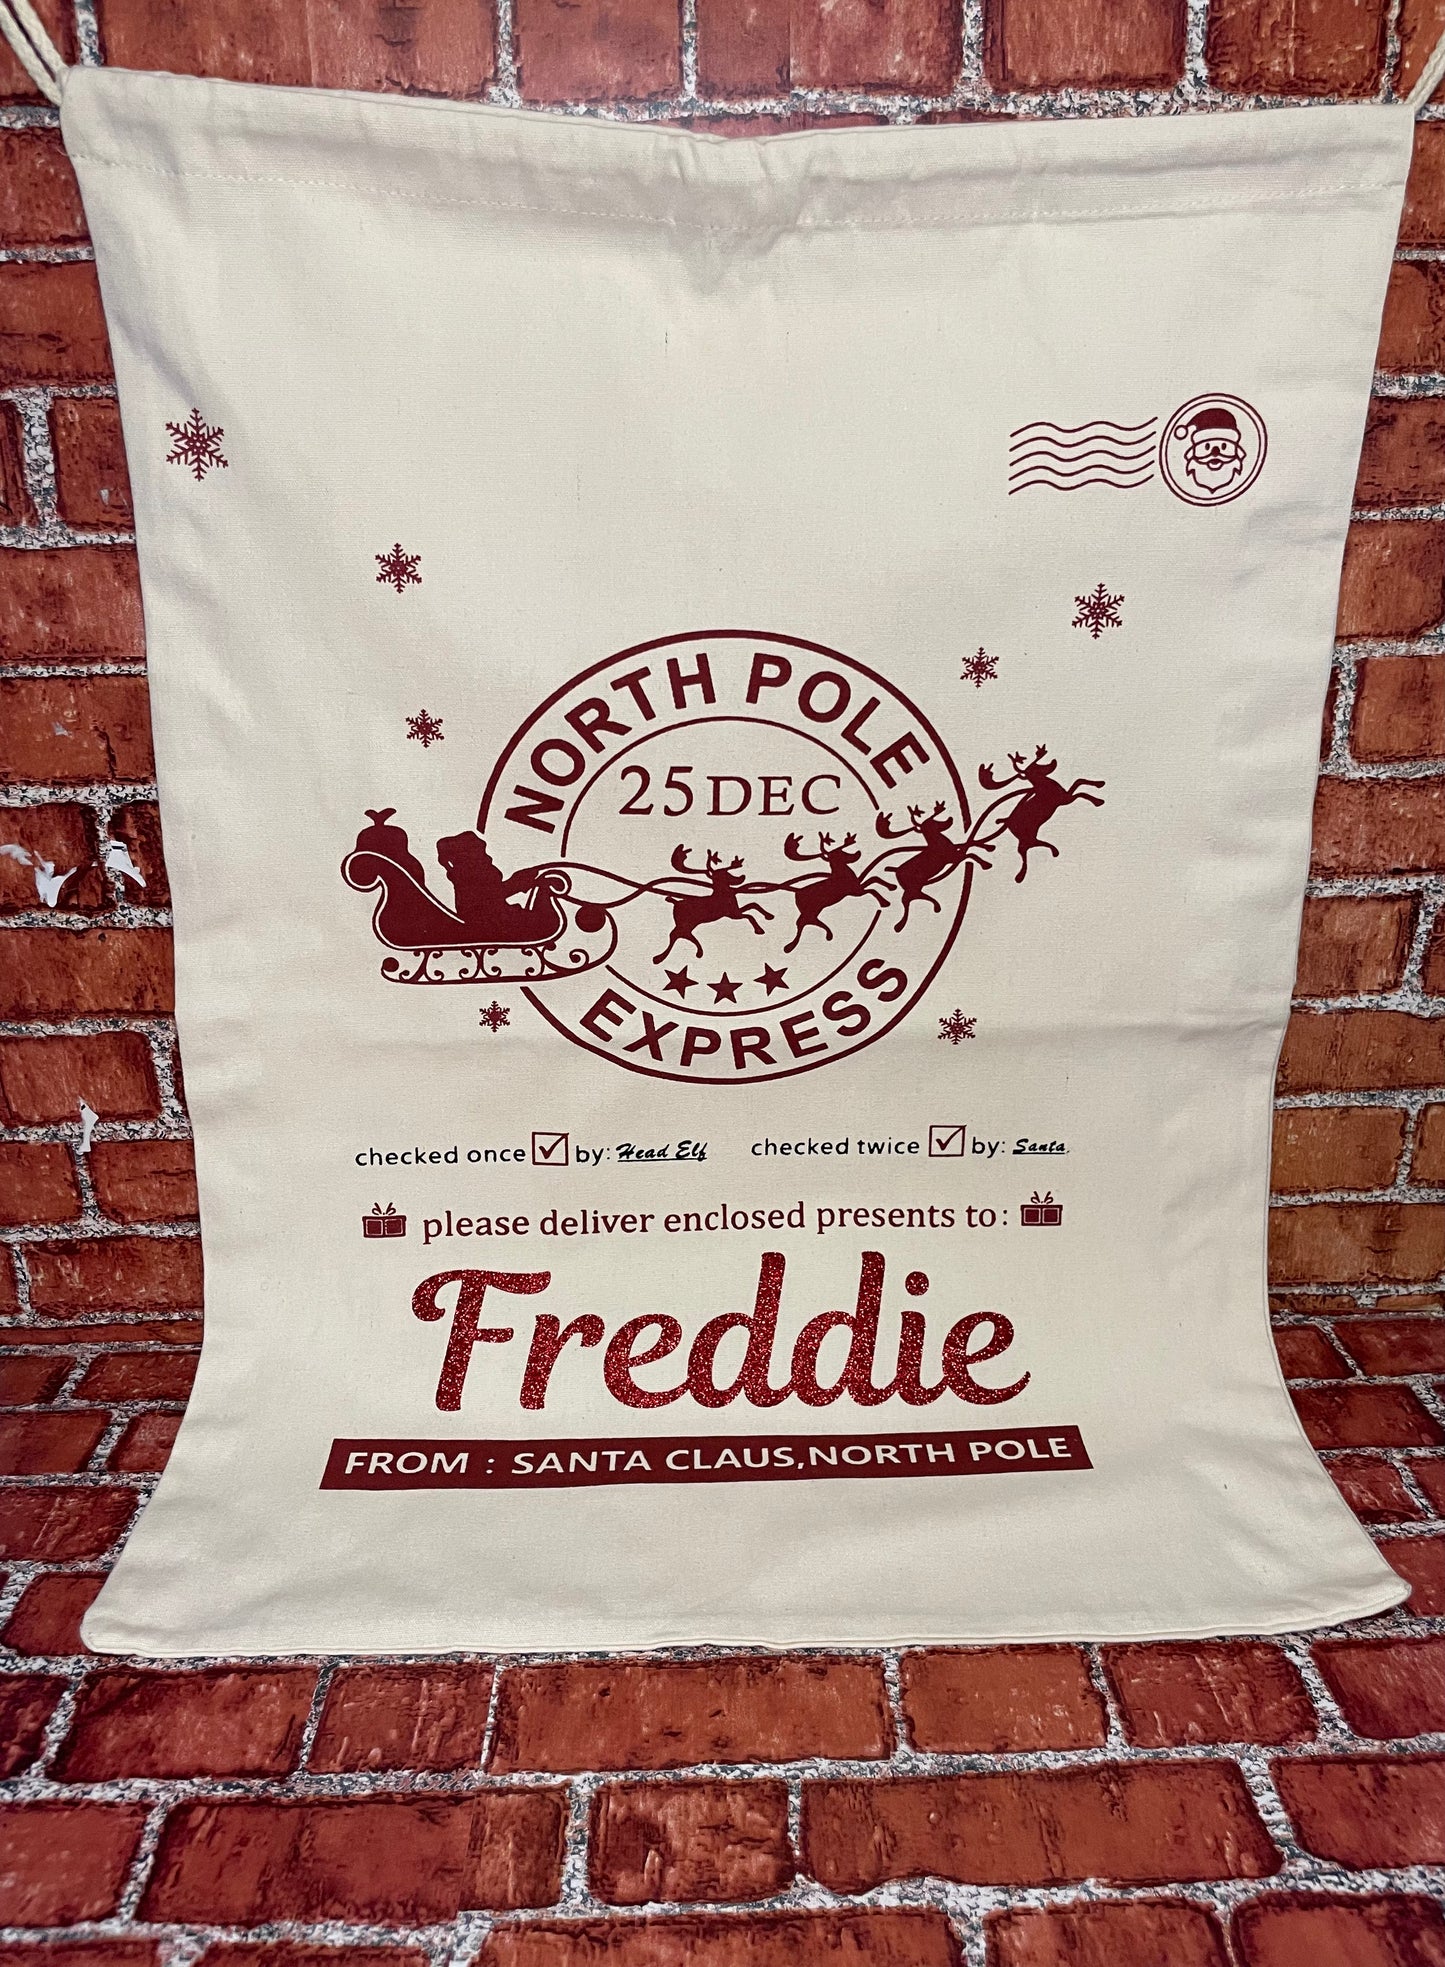 NORTH POLE
25 DEC
EXPRESS
checked once by: Head Elf checked twice by: Santa.
please deliver enclosed presents to:
Freddie
FROM : SANTA CLAUS,NORTH POLE